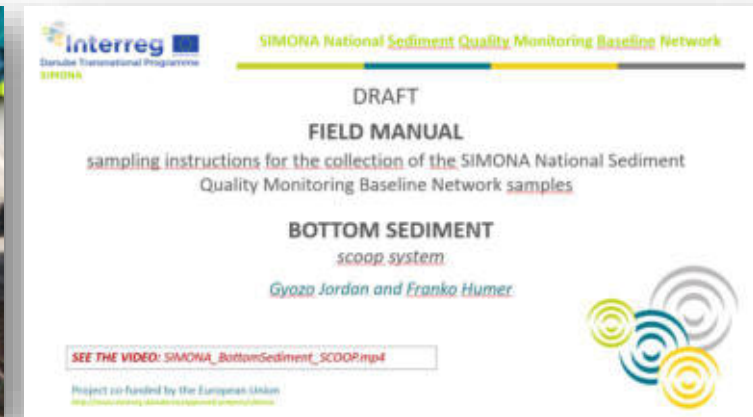 Interreg
Danube Transnational Programme
SIMONA
SIMONA National Sediment Quality Monitoring Baseline Network
DRAFT
FIELD MANUAL
sampling instructions for the collection of the SIMONA National Sediment
Quality Monitoring Baseline Network samples
BOTTOM SEDIMENT
scoop system
Gyozo Jordan and Franko Humer
SEE THE VIDEO: SIMONA_BottomSediment_SCOOP.mp4
Project co-funded by the European Union